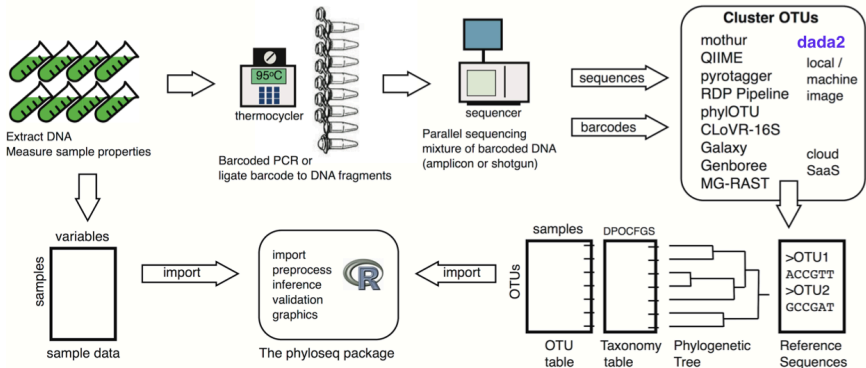 Extract DNA
Measure sample properties
95ºC
thermocycler
Barcoded PCR or
ligate barcode to DNA fragments
sequencer
Parallel sequencing
mixture of barcoded DNA
(amplicon or shotgun)
sequences
barcodes
Cluster OTUs
mothur
QIIME
pyrotagger
RDP Pipeline
phylOTU
CLoVR-16S
Galaxy
Genboree
MG-RAST
dada2
local /
machine
image
cloud
SaaS
variables
samples
sample data
import
import
preprocess
inference
validation
graphics
R
The phyloseq package
import
samples
OTUs
OTU
table
DPOCFGS
Taxonomy
table
Phylogenetic
Tree
>OTU1
ACCGTT
>OTU2
GCCGAT
Reference
Sequences